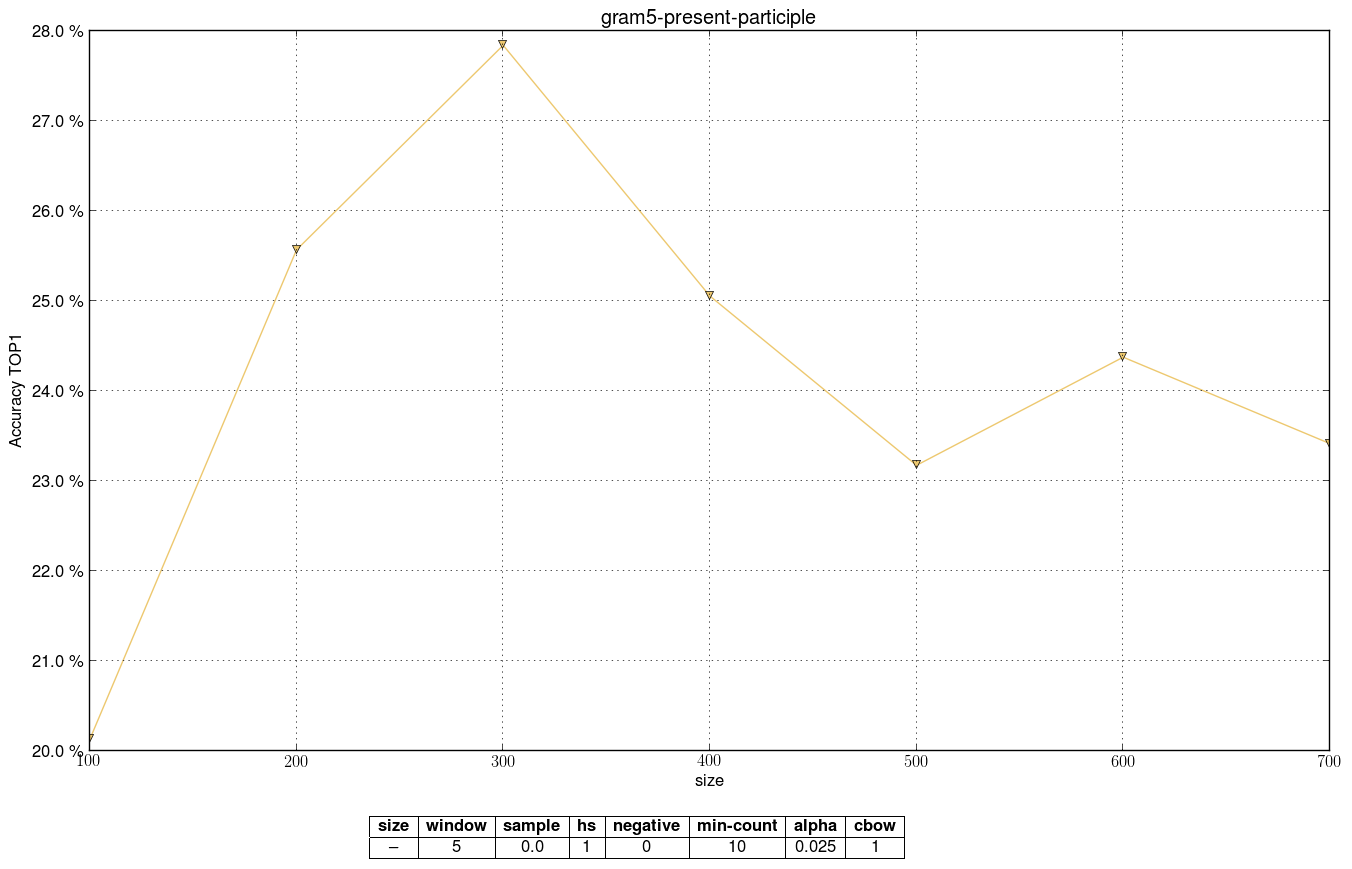 gram5-present-participle
28.0 %
27.0 %
26.0 %
25.0 %
24.0 %
23.0 %
22.0 %
21.0 %
20.0 %
Accuracy TOP1
100 200 300 400 500 600 700
size
size window sample hs negative min-count alpha cbow
– 5 0.0 1 0 10 0.025 1